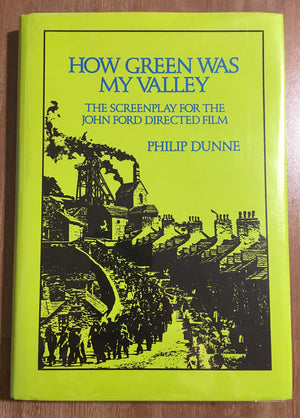 HOW GREEN WAS
MY VALLEY
THE SCREENPLAY FOR THE
JOHN FORD DIRECTED FILM
PHILIP DUNNE